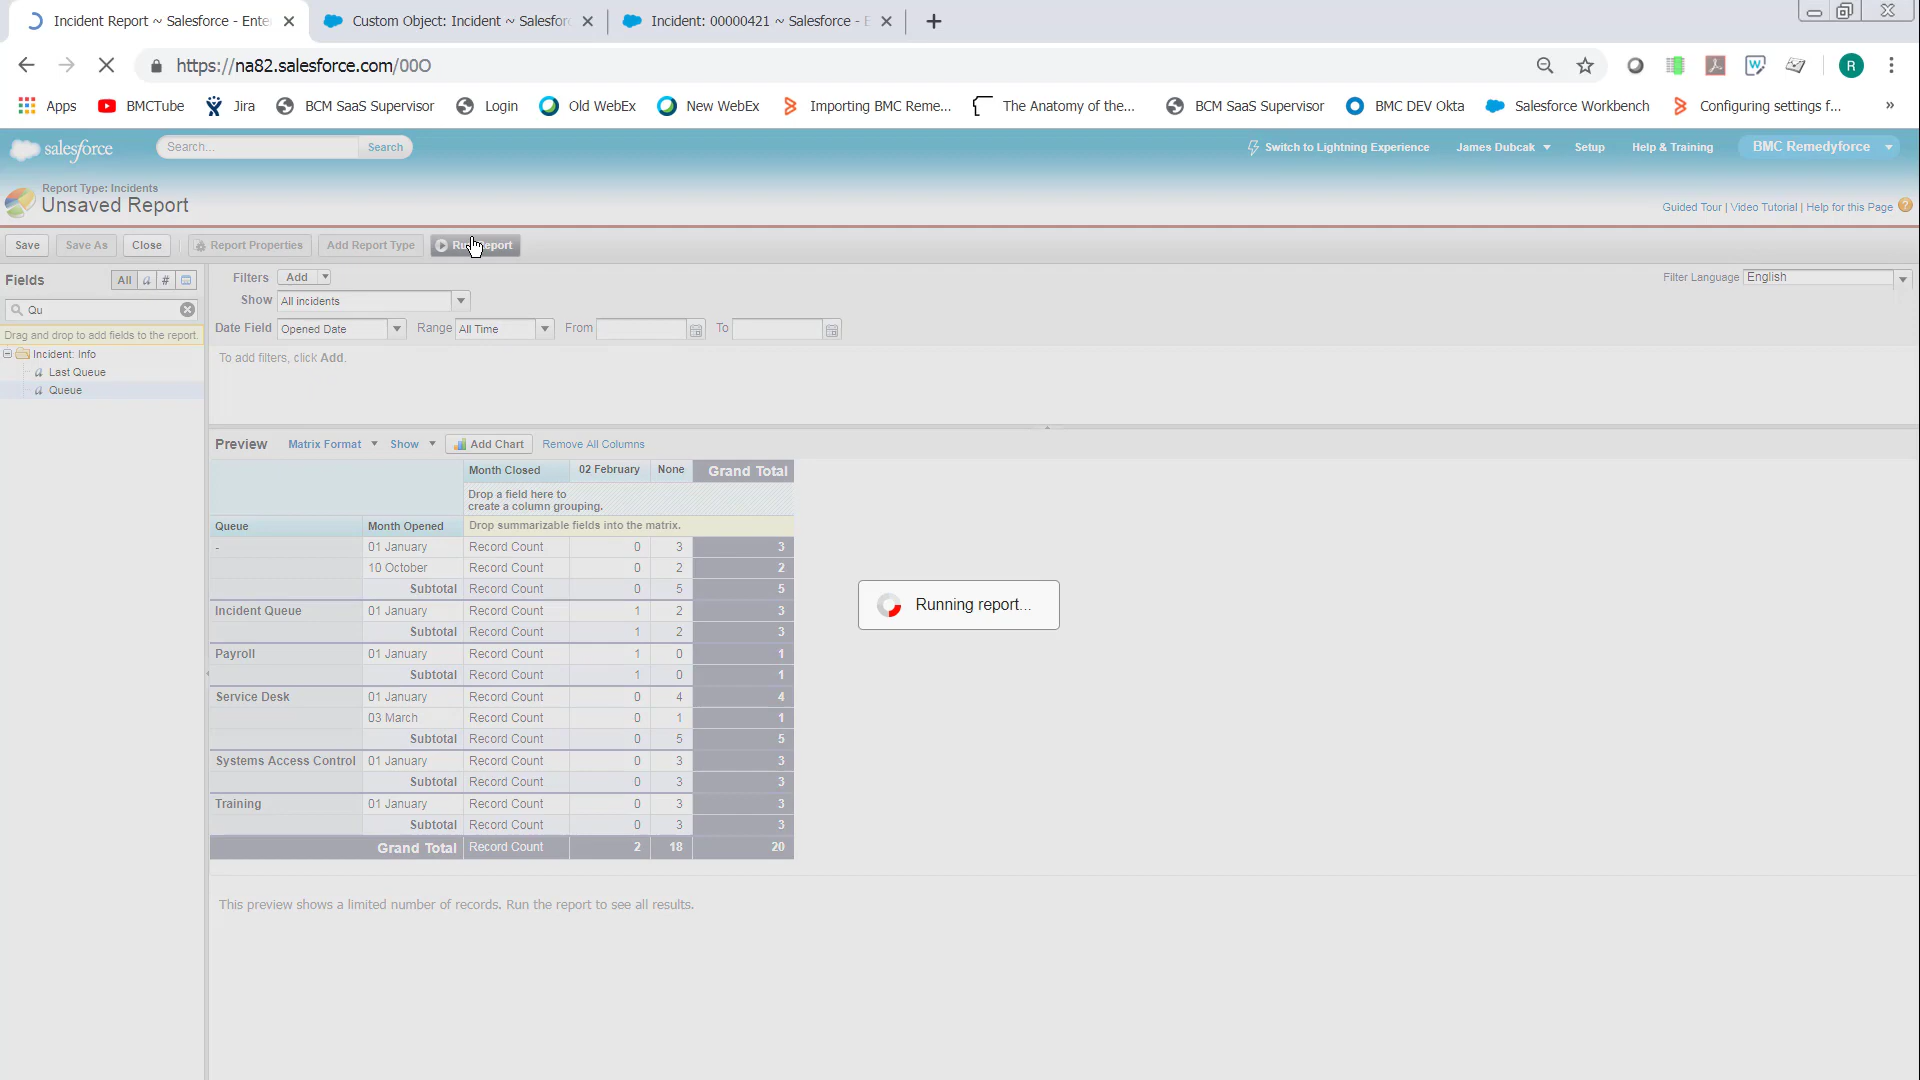 Incident Report ~ Salesforce - Ente
Custom Object: Incident ~ Salesfor
Incident: 00000421 ~ Salesforce - E
https://na82.salesforce.com/00O
R
Apps
BMCTube
Jira
BCM SaaS Supervisor
Login
Old WebEx
New WebEx
Importing BMC Reme...
The Anatomy of the...
BCM SaaS Supervisor
BMC DEV Okta
Salesforce Workbench
Configuring settings f...
»
salesforce
Search...
Search
Switch to Lightning Experience
James Dubcak
Setup
Help & Training
BMC Remedyforce
Report Type: Incidents
Unsaved Report
Guided Tour | Video Tutorial | Help for this Page
Save
Save As
Close
Report Properties
Add Report Type
Run Report
Fields
All
a
#
Qu
Drag and drop to add fields to the report.
Incident: Info
a Last Queue
a Queue
Filters
Add
Show
All incidents
Date Field
Opened Date
Range
All Time
From
To
Filter Language
English
To add filters, click Add.
Preview
Matrix Format
Show
Add Chart
Remove All Columns
Month Closed 02 February None Grand Total
Drop a field here to
create a column grouping.
Queue Month Opened Drop summarizable fields into the matrix.
- 01 January Record Count 0 3 3
10 October Record Count 0 2 2
Subtotal Record Count 0 5 5
Incident Queue 01 January Record Count 1 2 3
Subtotal Record Count 1 2 3
Payroll 01 January Record Count 1 0 1
Subtotal Record Count 1 0 1
Service Desk 01 January Record Count 0 4 4
03 March Record Count 0 1 1
Subtotal Record Count 0 5 5
Systems Access Control 01 January Record Count 0 3 3
Subtotal Record Count 0 3 3
Training 01 January Record Count 0 3 3
Subtotal Record Count 0 3 3
Grand Total Record Count 2 18 20
Running report...
This preview shows a limited number of records. Run the report to see all results.